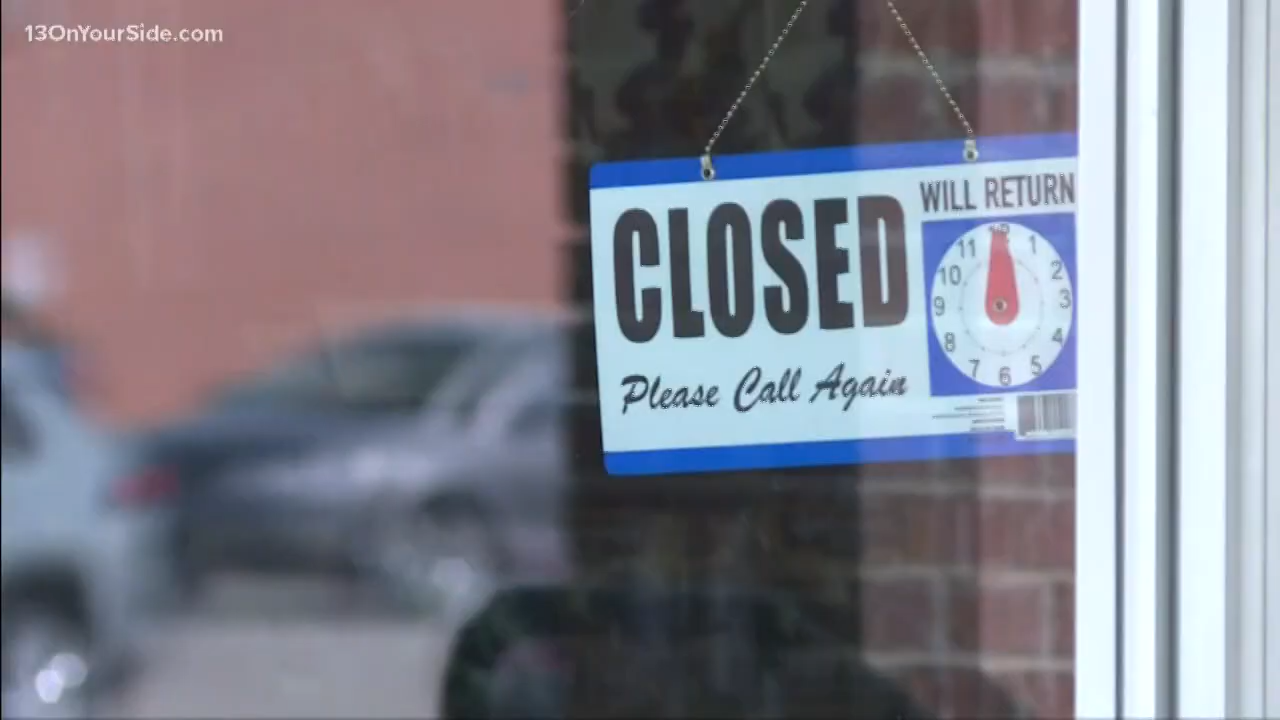 13OnYourSide.com
CLOSED
Please Call Again
WILL RETURN
11 1
10 2
9 3
8 4
7 6 5